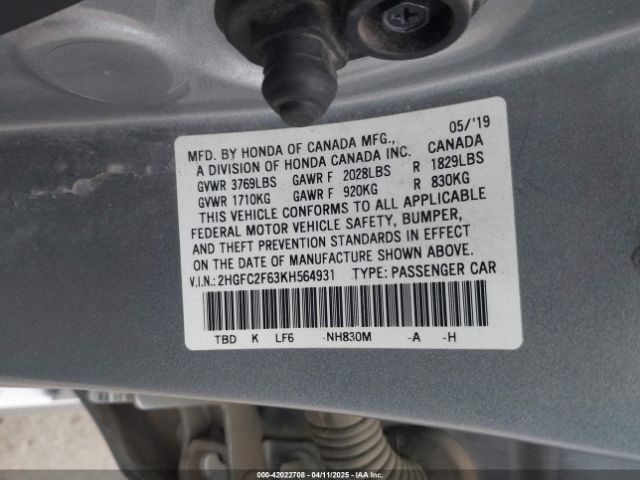 MFD. BY HONDA OF CANADA MFG., 05/'19
A DIVISION OF HONDA CANADA INC. CANADA
GVWR 3769LBS GAWR F 2028LBS R 1829LBS
GVWR 1710KG GAWR F 920KG R 830KG
THIS VEHICLE CONFORMS TO ALL APPLICABLE
FEDERAL MOTOR VEHICLE SAFETY, BUMPER,
AND THEFT PREVENTION STANDARDS IN EFFECT
ON THE DATE OF MANUFACTURE SHOWN ABOVE.
V.I.N.: 2HGFC2F63KH564931 TYPE: PASSENGER CAR
TBD K LF6 -NH830M -A -H
000-42022708 - 04/11/2025 - IAA Inc.